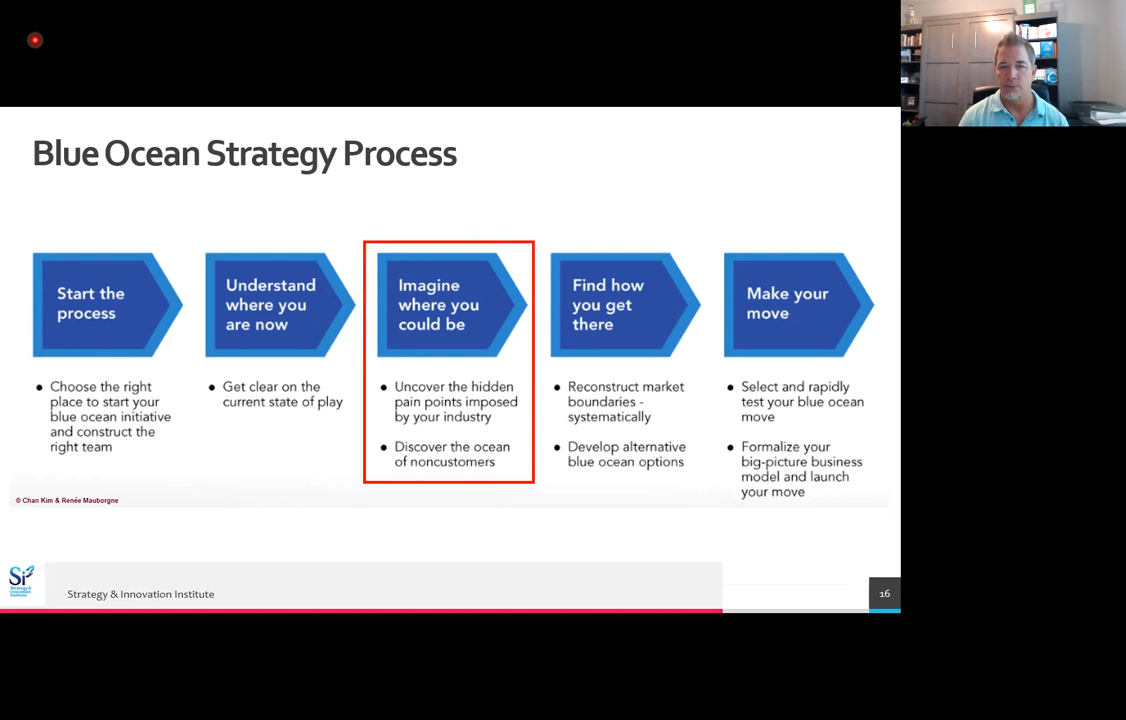 Blue Ocean Strategy Process
Start the
process
Understand
where you
are now
Imagine
where you
could be
Find how
you get
there
Make your
move
• Choose the right
place to start your
blue ocean initiative
and construct the
right team
• Get clear on the
current state of play
• Uncover the hidden
pain points imposed
by your industry
• Discover the ocean
of noncustomers
• Reconstruct market
boundaries -
systematically
• Develop alternative
blue ocean options
• Select and rapidly
test your blue ocean
move
• Formalize your
big-picture business
model and launch
your move
© Chan Kim & Renée Mauborgne
Si
Strategy &
Innovation
Institute
Strategy & Innovation Institute
16